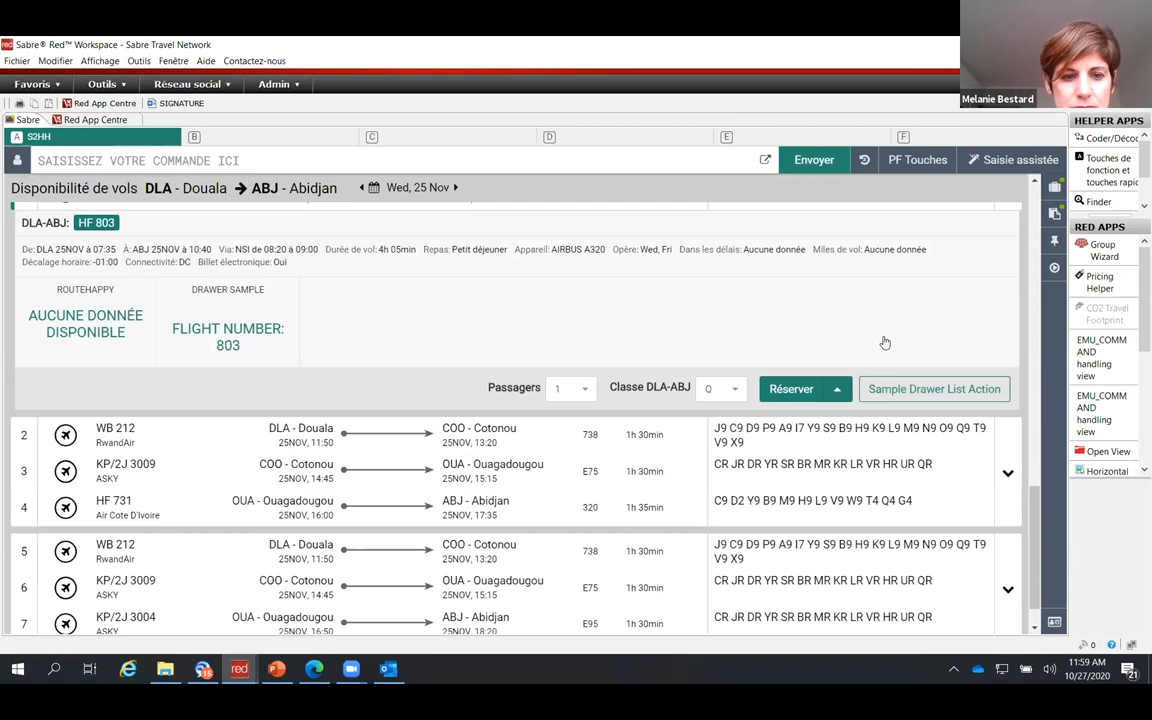 Sabre® Red™ Workspace - Sabre Travel Network
Fichier Modifier Affichage Outils Fenêtre Aide Contactez-nous
Melanie Bestard
Favoris Outils Réseau social Admin
Red App Centre SIGNATURE
Sabre Red App Centre
A S2HH B C D E F
SAISISSEZ VOTRE COMMANDE ICI Envoyer PF Touches Saisie assistée
Disponibilité de vols DLA - Douala ABJ - Abidjan Wed, 25 Nov
DLA-ABJ: HF 803
De: DLA 25NOV à 07:35 À: ABJ 25NOV à 10:40 Via: NSI de 08:20 à 09:00 Durée de vol: 4h 05min Repas: Petit déjeuner Appareil: AIRBUS A320 Opère: Wed, Fri Dans les délais: Aucune donnée Miles de vol: Aucune donnée
Décalage horaire: -01:00 Connectivité: DC Billet électronique: Oui
ROUTEHAPPY DRAWER SAMPLE
AUCUNE DONNÉE DISPONIBLE
FLIGHT NUMBER: 803
Passagers 1 Classe DLA-ABJ Q Réserver Sample Drawer List Action
2 WB 212 DLA - Douala COO - Cotonou 738 1h 30min J9 C9 D9 P9 A9 I7 Y9 S9 B9 H9 K9 L9 M9 N9 O9 Q9 T9
RwandAir 25NOV, 11:50 25NOV, 13:20 V9 X9
3 KP/2J 3009 COO - Cotonou OUA - Ouagadougou E75 1h 30min CR JR DR YR SR BR MR KR LR VR HR UR QR
ASKY 25NOV, 14:45 25NOV, 15:15
4 HF 731 OUA - Ouagadougou ABJ - Abidjan 320 1h 35min C9 D2 Y9 B9 M9 H9 L9 V9 W9 T4 Q4 G4
Air Cote D'Ivoire 25NOV, 16:00 25NOV, 17:35
5 WB 212 DLA - Douala COO - Cotonou 738 1h 30min J9 C9 D9 P9 A9 I7 Y9 S9 B9 H9 K9 L9 M9 N9 O9 Q9 T9
RwandAir 25NOV, 11:50 25NOV, 13:20 V9 X9
6 KP/2J 3009 COO - Cotonou OUA - Ouagadougou E75 1h 30min CR JR DR YR SR BR MR KR LR VR HR UR QR
ASKY 25NOV, 14:45 25NOV, 15:15
7 KP/2J 3004 OUA - Ouagadougou ABJ - Abidjan E95 1h 30min CR JR DR YR SR BR MR KR LR VR HR UR QR
ASKY 25NOV, 16:50 25NOV, 18:20
HELPER APPS
Coder/Déco
Touches de
fonction et
touches rapid
Finder
RED APPS
Group
Wizard
Pricing
Helper
CO2 Travel
Footprint
EMU_COMM
AND
handling
view
EMU_COMM
AND
handling
view
Open View
Horizontal
0
red
15
11:59 AM
10/27/2020
21